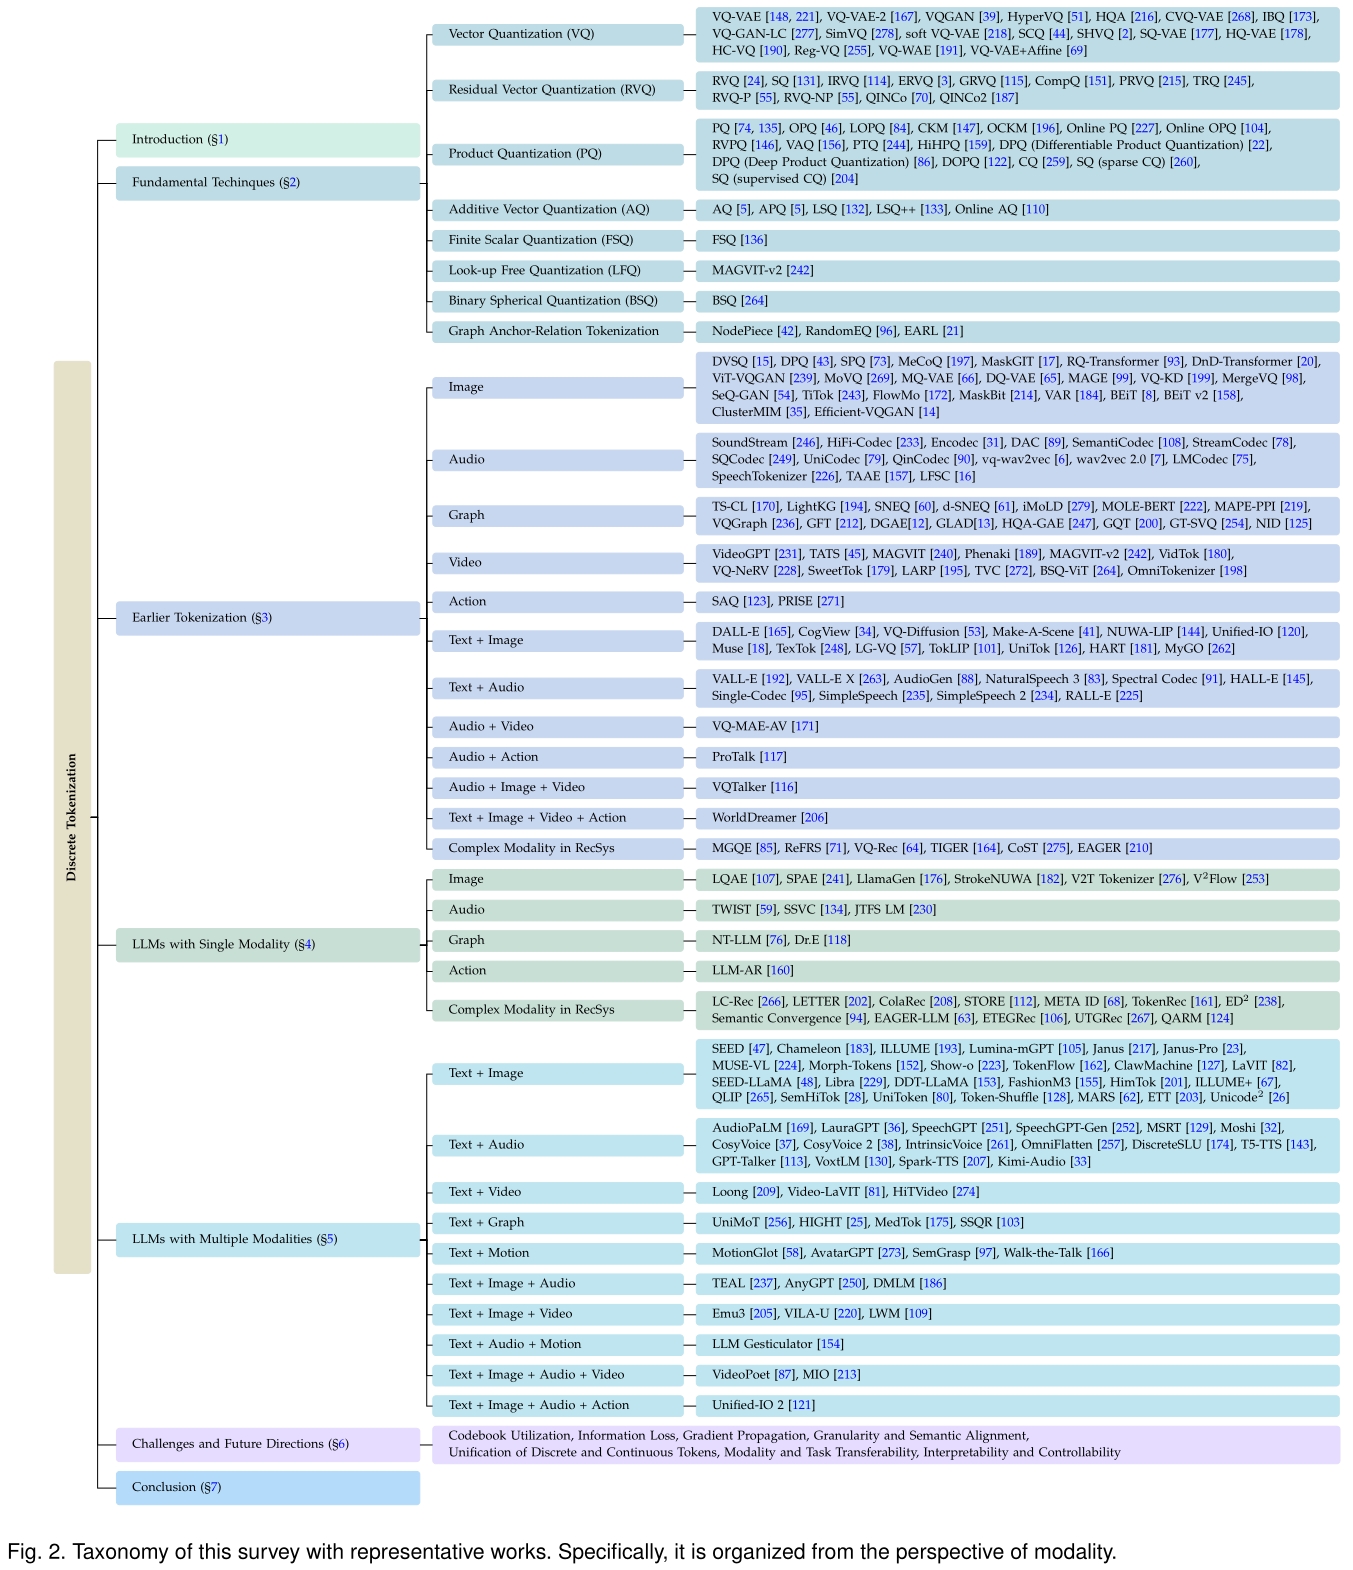 Discrete Tokenization
Introduction (§1)
Fundamental Techinques (§2)
Vector Quantization (VQ)
VQ-VAE [148, 221], VQ-VAE-2 [167], VQGAN [39], HyperVQ [51], HQA [216], CVQ-VAE [268], IBQ [173],
VQ-GAN-LC [277], SimVQ [278], soft VQ-VAE [218], SCQ [44], SHVQ [2], SQ-VAE [177], HQ-VAE [178],
HC-VQ [190], Reg-VQ [255], VQ-WAE [191], VQ-VAE+Affine [69]
Residual Vector Quantization (RVQ)
RVQ [24], SQ [131], IRVQ [114], ERVQ [3], GRVQ [115], CompQ [151], PRVQ [215], TRQ [245],
RVQ-P [55], RVQ-NP [55], QINCo [70], QINCo2 [187]
Product Quantization (PQ)
PQ [74, 135], OPQ [46], LOPQ [84], CKM [147], OCKM [196], Online PQ [227], Online OPQ [104],
RVPQ [146], VAQ [156], PTQ [244], HiHPQ [159], DPQ (Differentiable Product Quantization) [22],
DPQ (Deep Product Quantization) [86], DOPQ [122], CQ [259], SQ (sparse CQ) [260],
SQ (supervised CQ) [204]
Additive Vector Quantization (AQ)
AQ [5], APQ [5], LSQ [132], LSQ++ [133], Online AQ [110]
Finite Scalar Quantization (FSQ)
FSQ [136]
Look-up Free Quantization (LFQ)
MAGVIT-v2 [242]
Binary Spherical Quantization (BSQ)
BSQ [264]
Graph Anchor-Relation Tokenization
NodePiece [42], RandomEQ [96], EARL [21]
Earlier Tokenization (§3)
Image
DVSQ [15], DPQ [43], SPQ [73], MeCoQ [197], MaskGIT [17], RQ-Transformer [93], DnD-Transformer [20],
ViT-VQGAN [239], MoVQ [269], MQ-VAE [66], DQ-VAE [65], MAGE [99], VQ-KD [199], MergeVQ [98],
SeQ-GAN [54], TiTok [243], FlowMo [172], MaskBit [214], VAR [184], BEiT [8], BEiT v2 [158],
ClusterMIM [35], Efficient-VQGAN [14]
Audio
SoundStream [246], HiFi-Codec [233], Encodec [31], DAC [89], SemantiCodec [108], StreamCodec [78],
SQCodec [249], UniCodec [79], QinCodec [90], vq-wav2vec [6], wav2vec 2.0 [7], LMCodec [75],
SpeechTokenizer [226], TAAE [157], LFSC [16]
Graph
TS-CL [170], LightKG [194], SNEQ [60], d-SNEQ [61], iMoLD [279], MOLE-BERT [222], MAPE-PPI [219],
VQGraph [236], GFT [212], DGAE[12], GLAD[13], HQA-GAE [247], GQT [200], GT-SVQ [254], NID [125]
Video
VideoGPT [231], TATS [45], MAGVIT [240], Phenaki [189], MAGVIT-v2 [242], VidTok [180],
VQ-NeRV [228], SweetTok [179], LARP [195], TVC [272], BSQ-ViT [264], OmniTokenizer [198]
Action
SAQ [123], PRISE [271]
Text + Image
DALL-E [165], CogView [34], VQ-Diffusion [53], Make-A-Scene [41], NUWA-LIP [144], Unified-IO [120],
Muse [18], TexTok [248], LG-VQ [57], TokLIP [101], UniTok [126], HART [181], MyGO [262]
Text + Audio
VALL-E [192], VALL-E X [263], AudioGen [88], NaturalSpeech 3 [83], Spectral Codec [91], HALL-E [145],
Single-Codec [95], SimpleSpeech [235], SimpleSpeech 2 [234], RALL-E [225]
Audio + Video
VQ-MAE-AV [171]
Audio + Action
ProTalk [117]
Audio + Image + Video
VQTalker [116]
Text + Image + Video + Action
WorldDreamer [206]
Complex Modality in RecSys
MGQE [85], ReFRS [71], VQ-Rec [64], TIGER [164], CoST [275], EAGER [210]
LLMs with Single Modality (§4)
Image
LQAE [107], SPAE [241], LlamaGen [176], StrokeNUWA [182], V2T Tokenizer [276], V²Flow [253]
Audio
TWIST [59], SSVC [134], JTFS LM [230]
Graph
NT-LLM [76], Dr.E [118]
Action
LLM-AR [160]
Complex Modality in RecSys
LC-Rec [266], LETTER [202], ColaRec [208], STORE [112], META ID [68], TokenRec [161], ED² [238],
Semantic Convergence [94], EAGER-LLM [63], ETEGRec [106], UTGRec [267], QARM [124]
LLMs with Multiple Modalities (§5)
Text + Image
SEED [47], Chameleon [183], ILLUME [193], Lumina-mGPT [105], Janus [217], Janus-Pro [23],
MUSE-VL [224], Morph-Tokens [152], Show-o [223], TokenFlow [162], ClawMachine [127], LaVIT [82],
SEED-LLaMA [48], Libra [229], DDT-LLaMA [153], FashionM3 [155], HimTok [201], ILLUME+ [67],
QLIP [265], SemHiTok [28], UniToken [80], Token-Shuffle [128], MARS [62], ETT [203], Unicode² [26]
Text + Audio
AudioPaLM [169], LauraGPT [36], SpeechGPT [251], SpeechGPT-Gen [252], MSRT [129], Moshi [32],
CosyVoice [37], CosyVoice 2 [38], IntrinsicVoice [261], OmniFlatten [257], DiscreteSLU [174], T5-TTS [143],
GPT-Talker [113], VoxtLM [130], Spark-TTS [207], Kimi-Audio [33]
Text + Video
Loong [209], Video-LaVIT [81], HiTVideo [274]
Text + Graph
UniMoT [256], HIGHT [25], MedTok [175], SSQR [103]
Text + Motion
MotionGlot [58], AvatarGPT [273], SemGrasp [97], Walk-the-Talk [166]
Text + Image + Audio
TEAL [237], AnyGPT [250], DMLM [186]
Text + Image + Video
Emu3 [205], VILA-U [220], LWM [109]
Text + Audio + Motion
LLM Gesticulator [154]
Text + Image + Audio + Video
VideoPoet [87], MIO [213]
Text + Image + Audio + Action
Unified-IO 2 [121]
Challenges and Future Directions (§6)
Codebook Utilization, Information Loss, Gradient Propagation, Granularity and Semantic Alignment,
Unification of Discrete and Continuous Tokens, Modality and Task Transferability, Interpretability and Controllability
Conclusion (§7)
Fig. 2. Taxonomy of this survey with representative works. Specifically, it is organized from the perspective of modality.